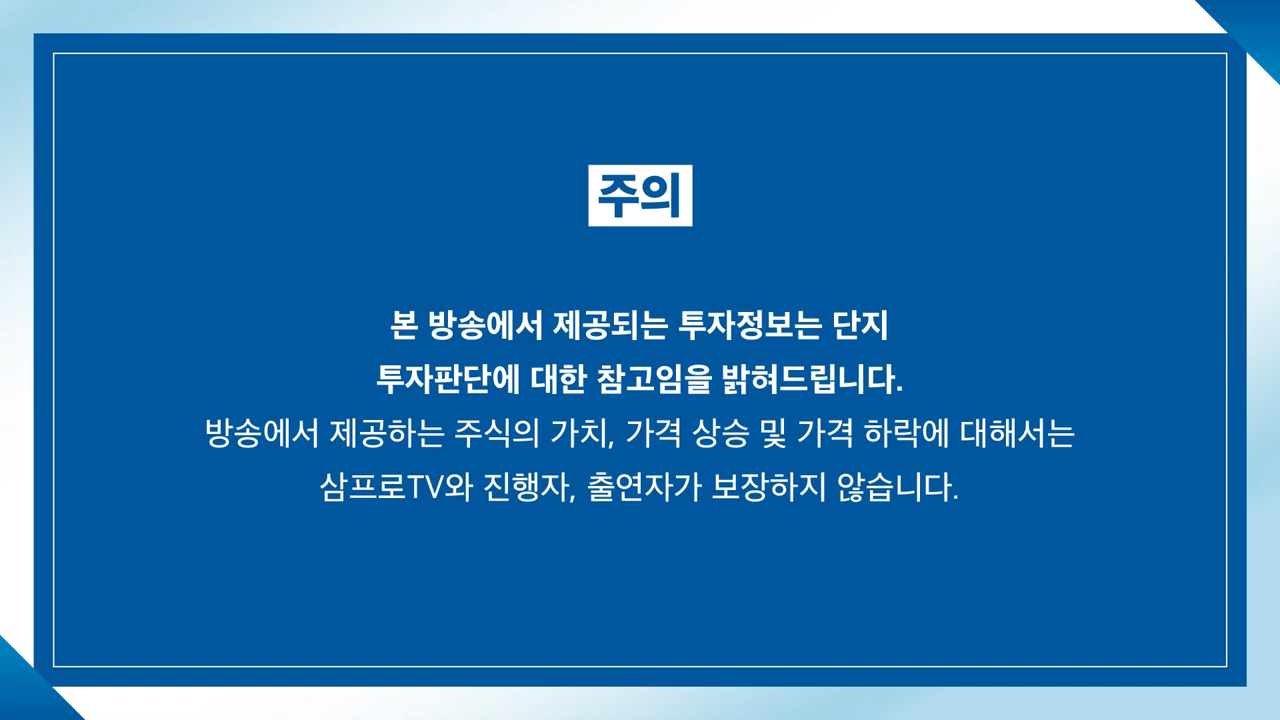 주의
본 방송에서 제공되는 투자정보는 단지
투자판단에 대한 참고임을 밝혀드립니다.
방송에서 제공하는 주식의 가치, 가격 상승 및 가격 하락에 대해서는
삼프로TV와 진행자, 출연자가 보장하지 않습니다.